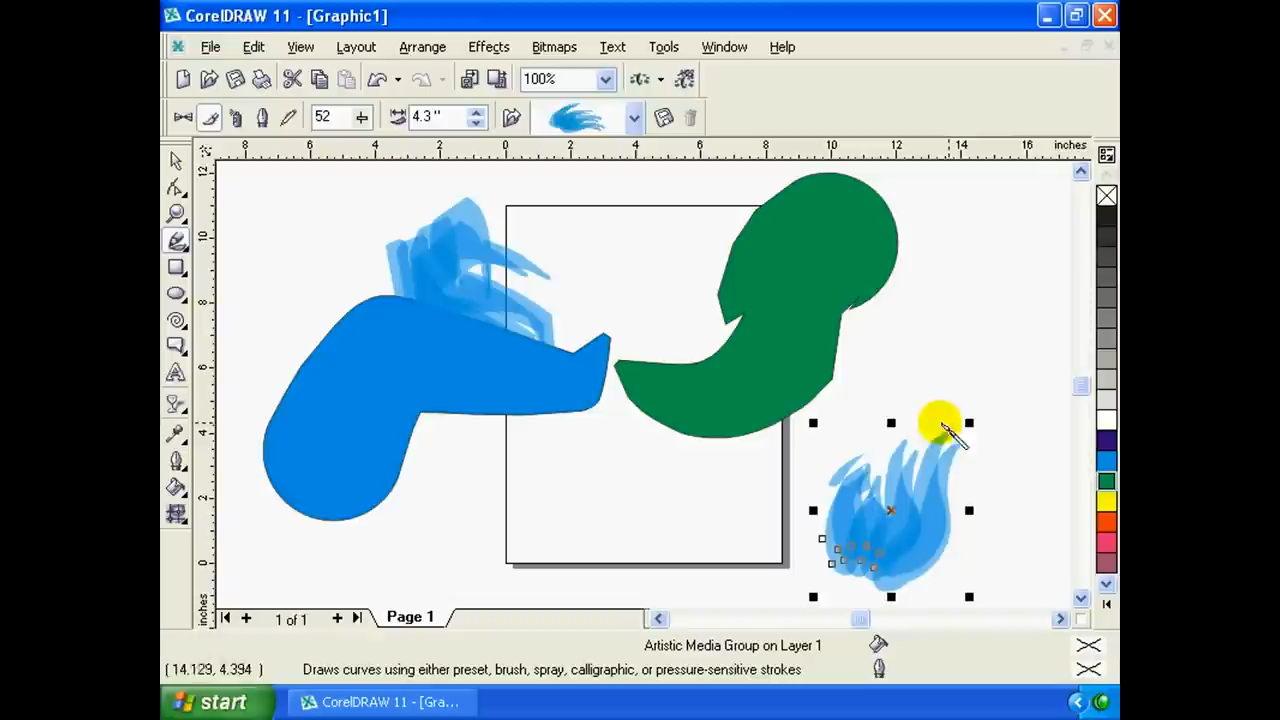 CorelDRAW 11 - [Graphic1]
File Edit View Layout Arrange Effects Bitmaps Text Tools Window Help
100%
52 4.3 "
8 6 4 2 0 2 4 6 8 10 12 14 16 inches
12
10
8
6
4
2
0
inches
1 of 1 Page 1
Artistic Media Group on Layer 1
( 14.129, 4.394 ) Draws curves using either preset, brush, spray, calligraphic, or pressure-sensitive strokes
start CorelDRAW 11 - [Gra...